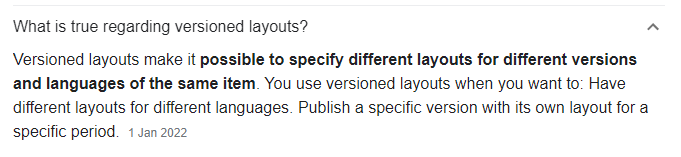 What is true regarding versioned layouts?
Versioned layouts make it possible to specify different layouts for different versions
and languages of the same item. You use versioned layouts when you want to: Have
different layouts for different languages. Publish a specific version with its own layout for a
specific period. 1 Jan 2022